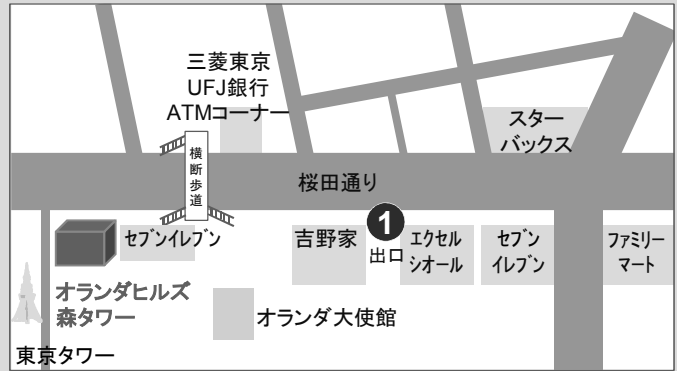 三菱東京
UFJ銀行
ATMコーナー
スター
バックス
横断歩道
桜田通り
セブンイレブン
吉野家
1
出口
エクセル
シオール
セブン
イレブン
ファミリー
マート
オランダヒルズ
森タワー
オランダ大使館
東京タワー